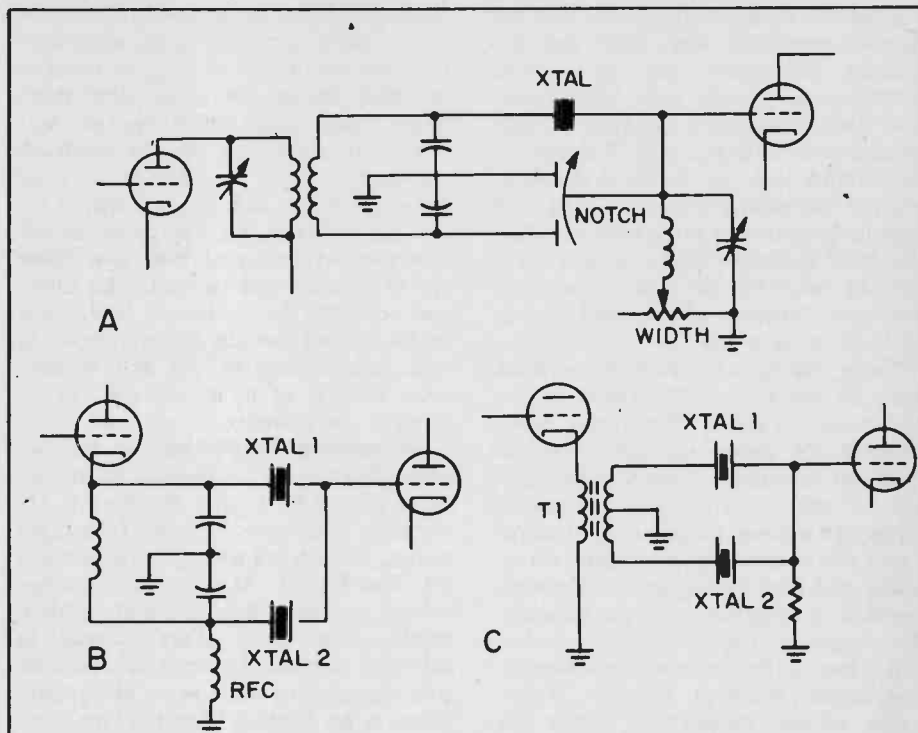 XTAL
NOTCH
WIDTH
A
XTAL 1
XTAL 2
RFC
B
XTAL 1
T1
XTAL 2
C